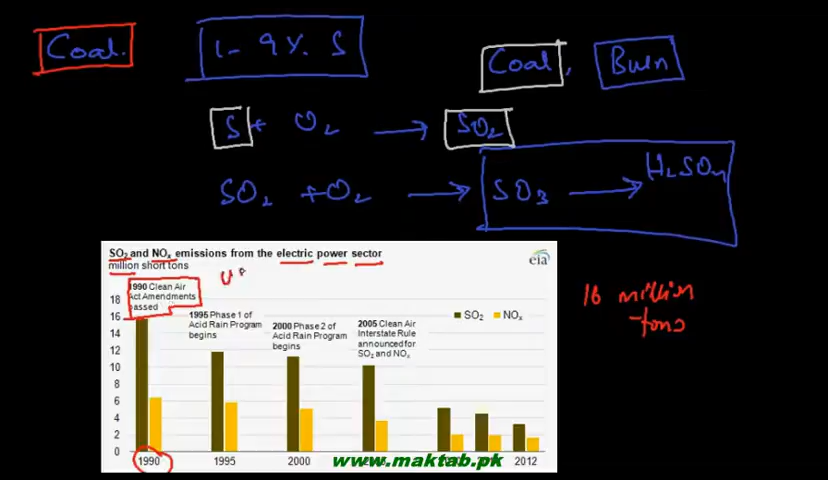 Coal.
1-9%. S
Coal, Burn
S + O2 → SO2
SO2 + O2 → SO3 → H2SO4
SO2 and NOx emissions from the electric power sector
million short tons
eia
1990 Clean Air
Act Amendments
passed
1995 Phase 1 of
Acid Rain Program
begins
2000 Phase 2 of
Acid Rain Program
begins
2005 Clean Air
Interstate Rule
announced for
SO2 and NOx
SO2 NOx
18
16
14
12
10
8
6
4
2
0
1990 1995 2000 2012
www.maktab.pk
16 million
tons